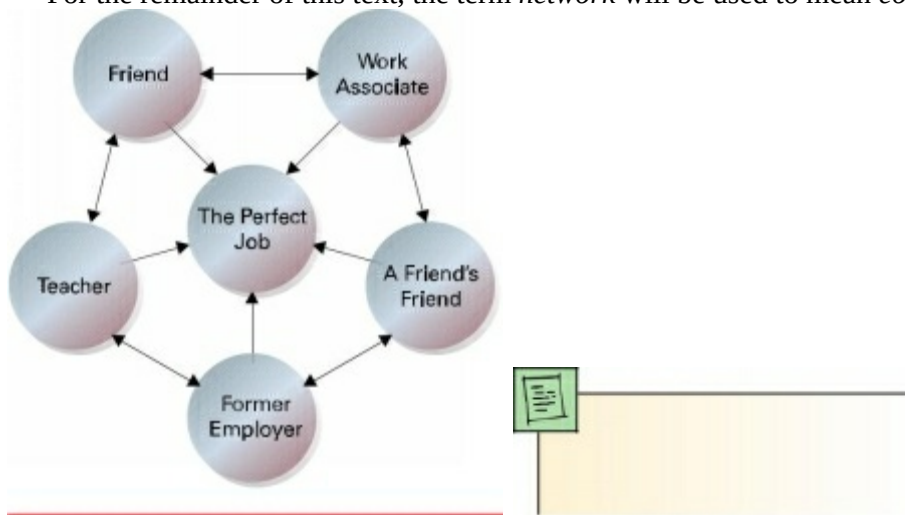 For the remainder of this text, the term network will be used to mean co
Friend
Work
Associate
The Perfect
Job
Teacher
A Friend's
Friend
Former
Employer